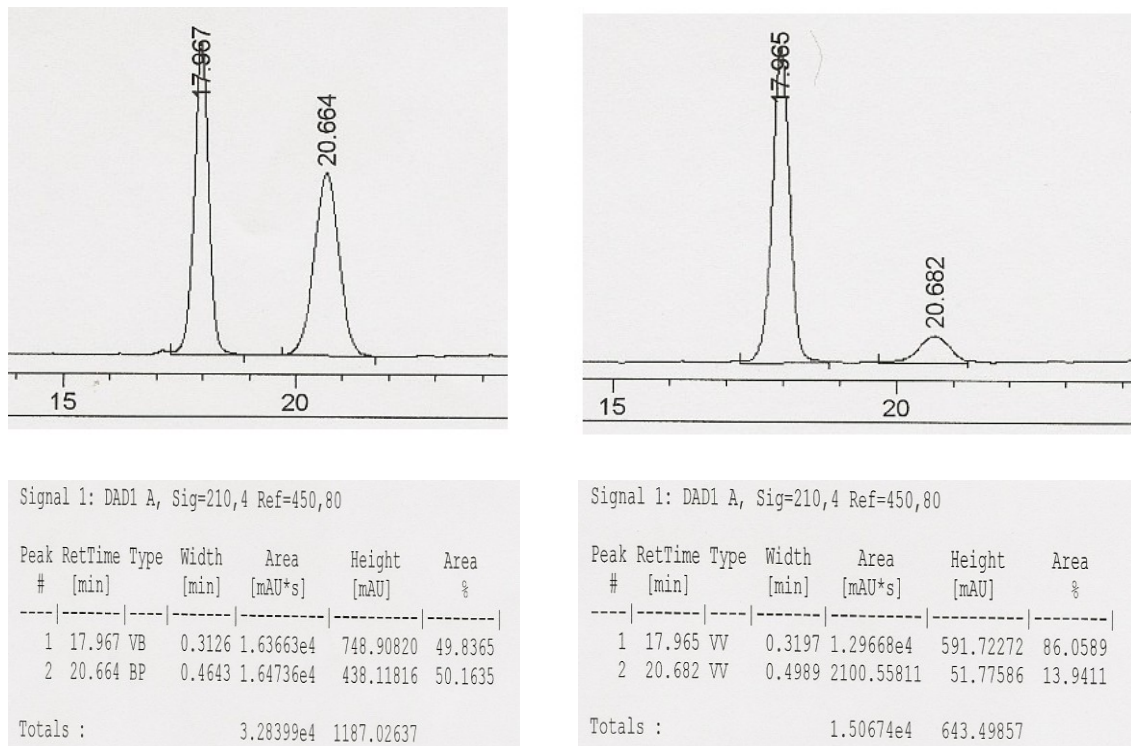 17.967
20.664
15 20
17.965
20.682
15 20
Signal 1: DAD1 A, Sig=210,4 Ref=450,80
Peak RetTime Type Width Area Height Area
# [min] [min] [mAU*s] [mAU] %
----|-------|----|-------|----------|----------|--------|
1 17.967 VB 0.3126 1.63663e4 748.90820 49.8365
2 20.664 BP 0.4643 1.64736e4 438.11816 50.1635
Totals : 3.28399e4 1187.02637
Signal 1: DAD1 A, Sig=210,4 Ref=450,80
Peak RetTime Type Width Area Height Area
# [min] [min] [mAU*s] [mAU] %
----|-------|----|-------|----------|----------|--------|
1 17.965 VV 0.3197 1.29668e4 591.72272 86.0589
2 20.682 VV 0.4989 2100.55811 51.77586 13.9411
Totals : 1.50674e4 643.49857